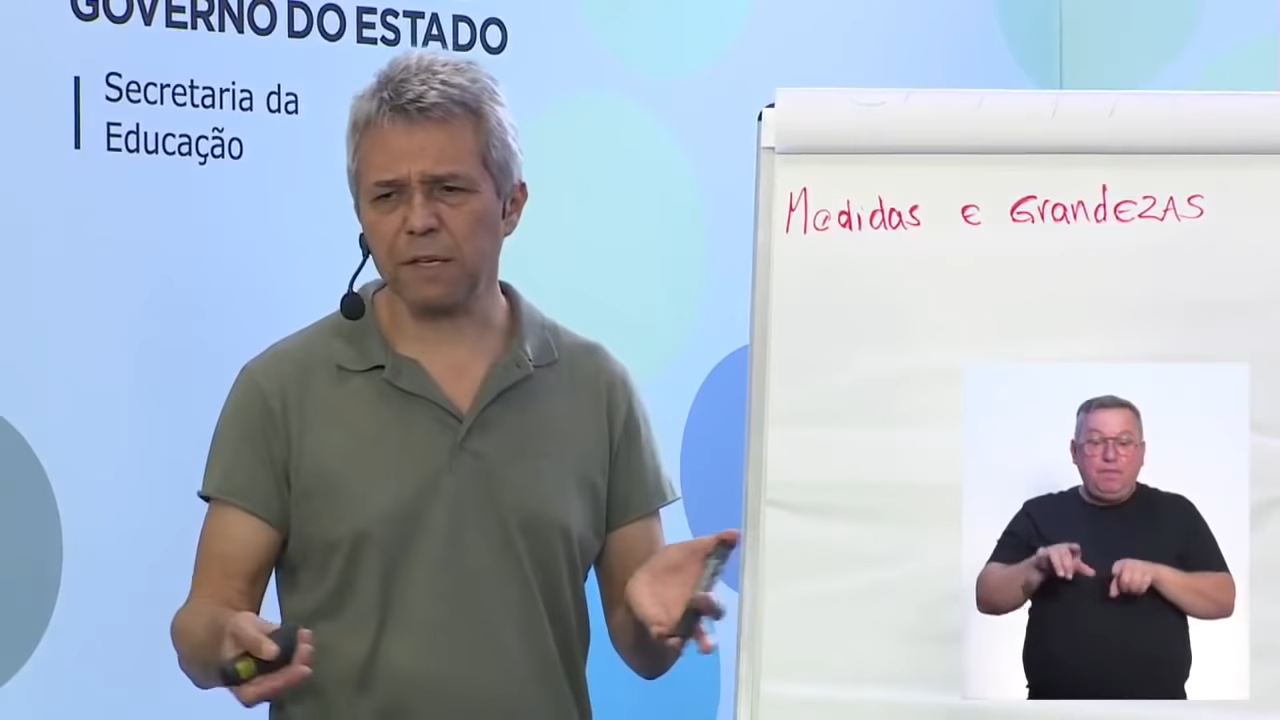 GOVERNO DO ESTADO
Secretaria da
Educação
Medidas e GrandEZAS